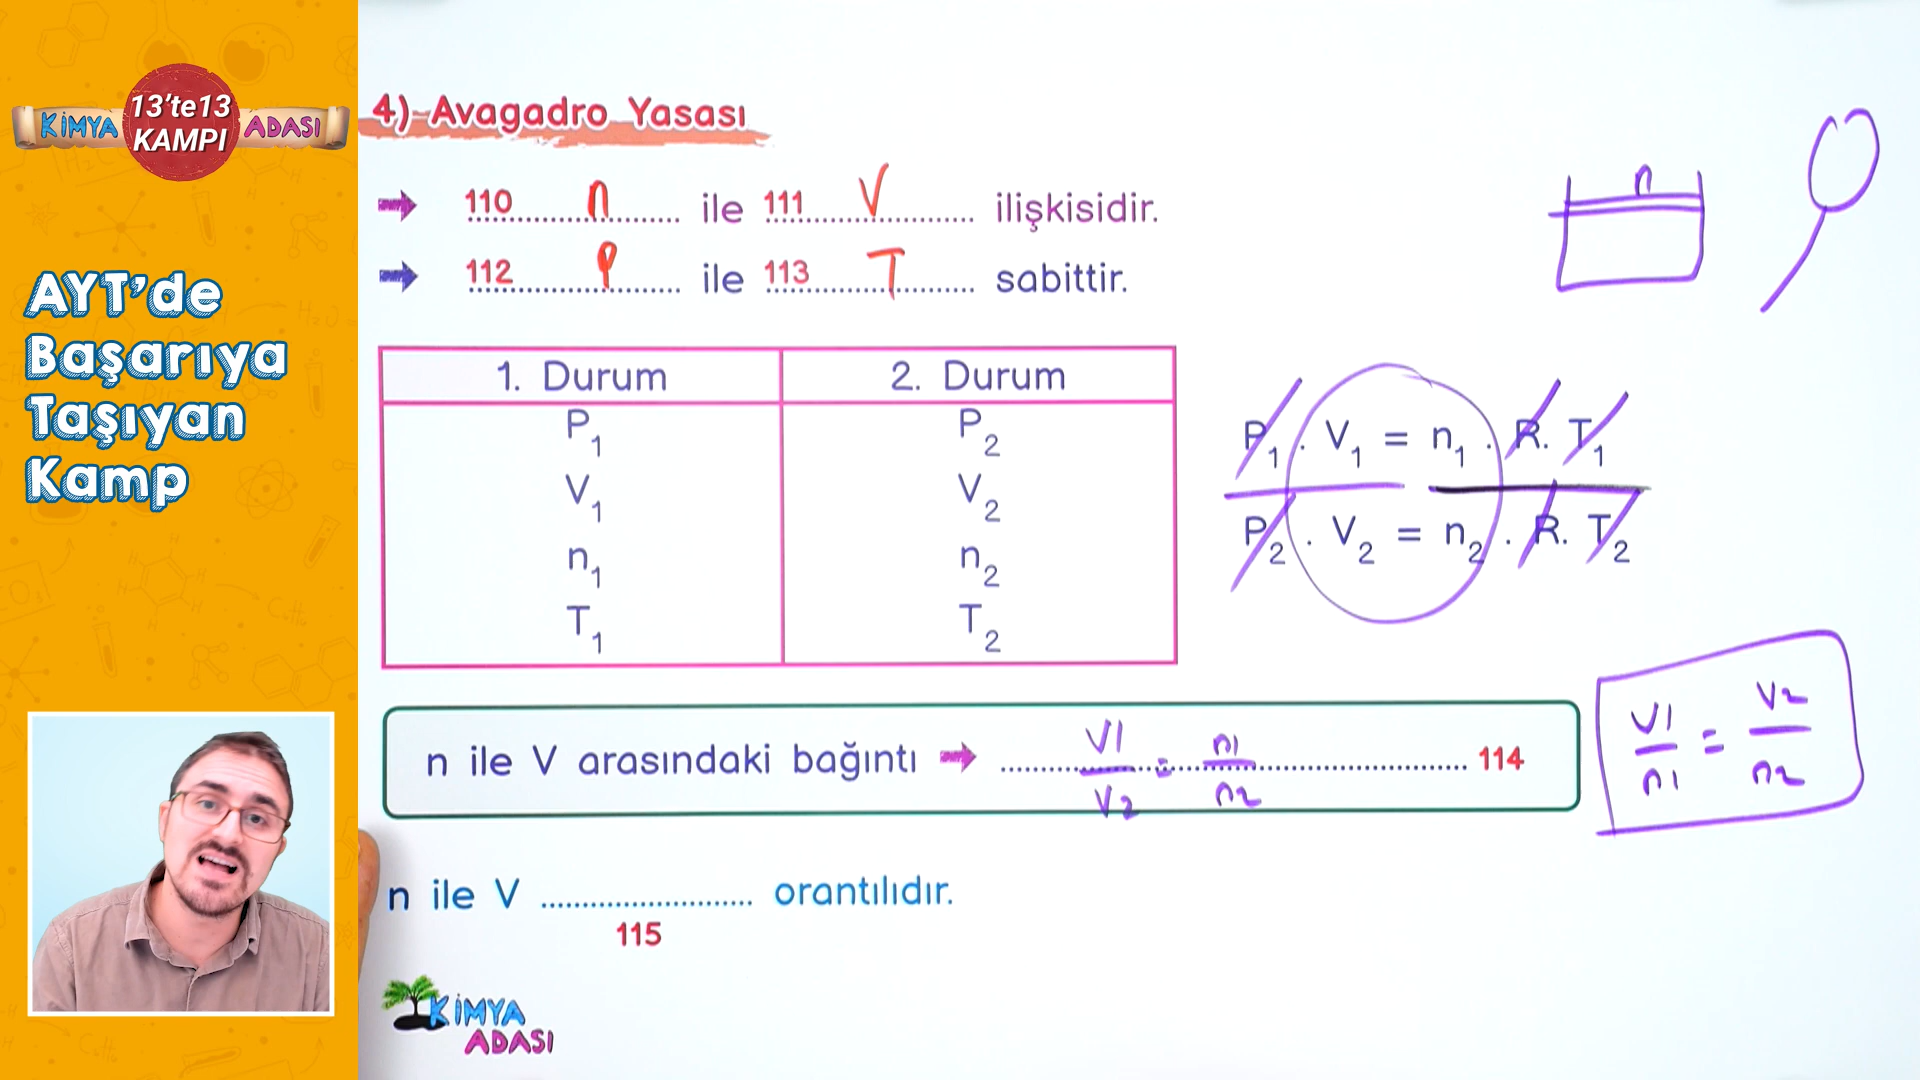 KİMYA 13'te13 KAMPI ADASI
AYT'de
Başarıya
Taşıyan
Kamp
4)-Avagadro Yasası
110 n ile 111 V ilişkisidir.
112 P ile 113 T sabittir.
n
1. Durum 2. Durum
P1 P2
V1 V2
n1 n2
T1 T2
P1 . V1 = n1 . R. T1
P2 . V2 = n2 . R. T2
n ile V arasındaki bağıntı V1/V2 = n1/n2 114
V1/n1 = V2/n2
n ile V ........................ orantılıdır.
115
KİMYA
ADASI